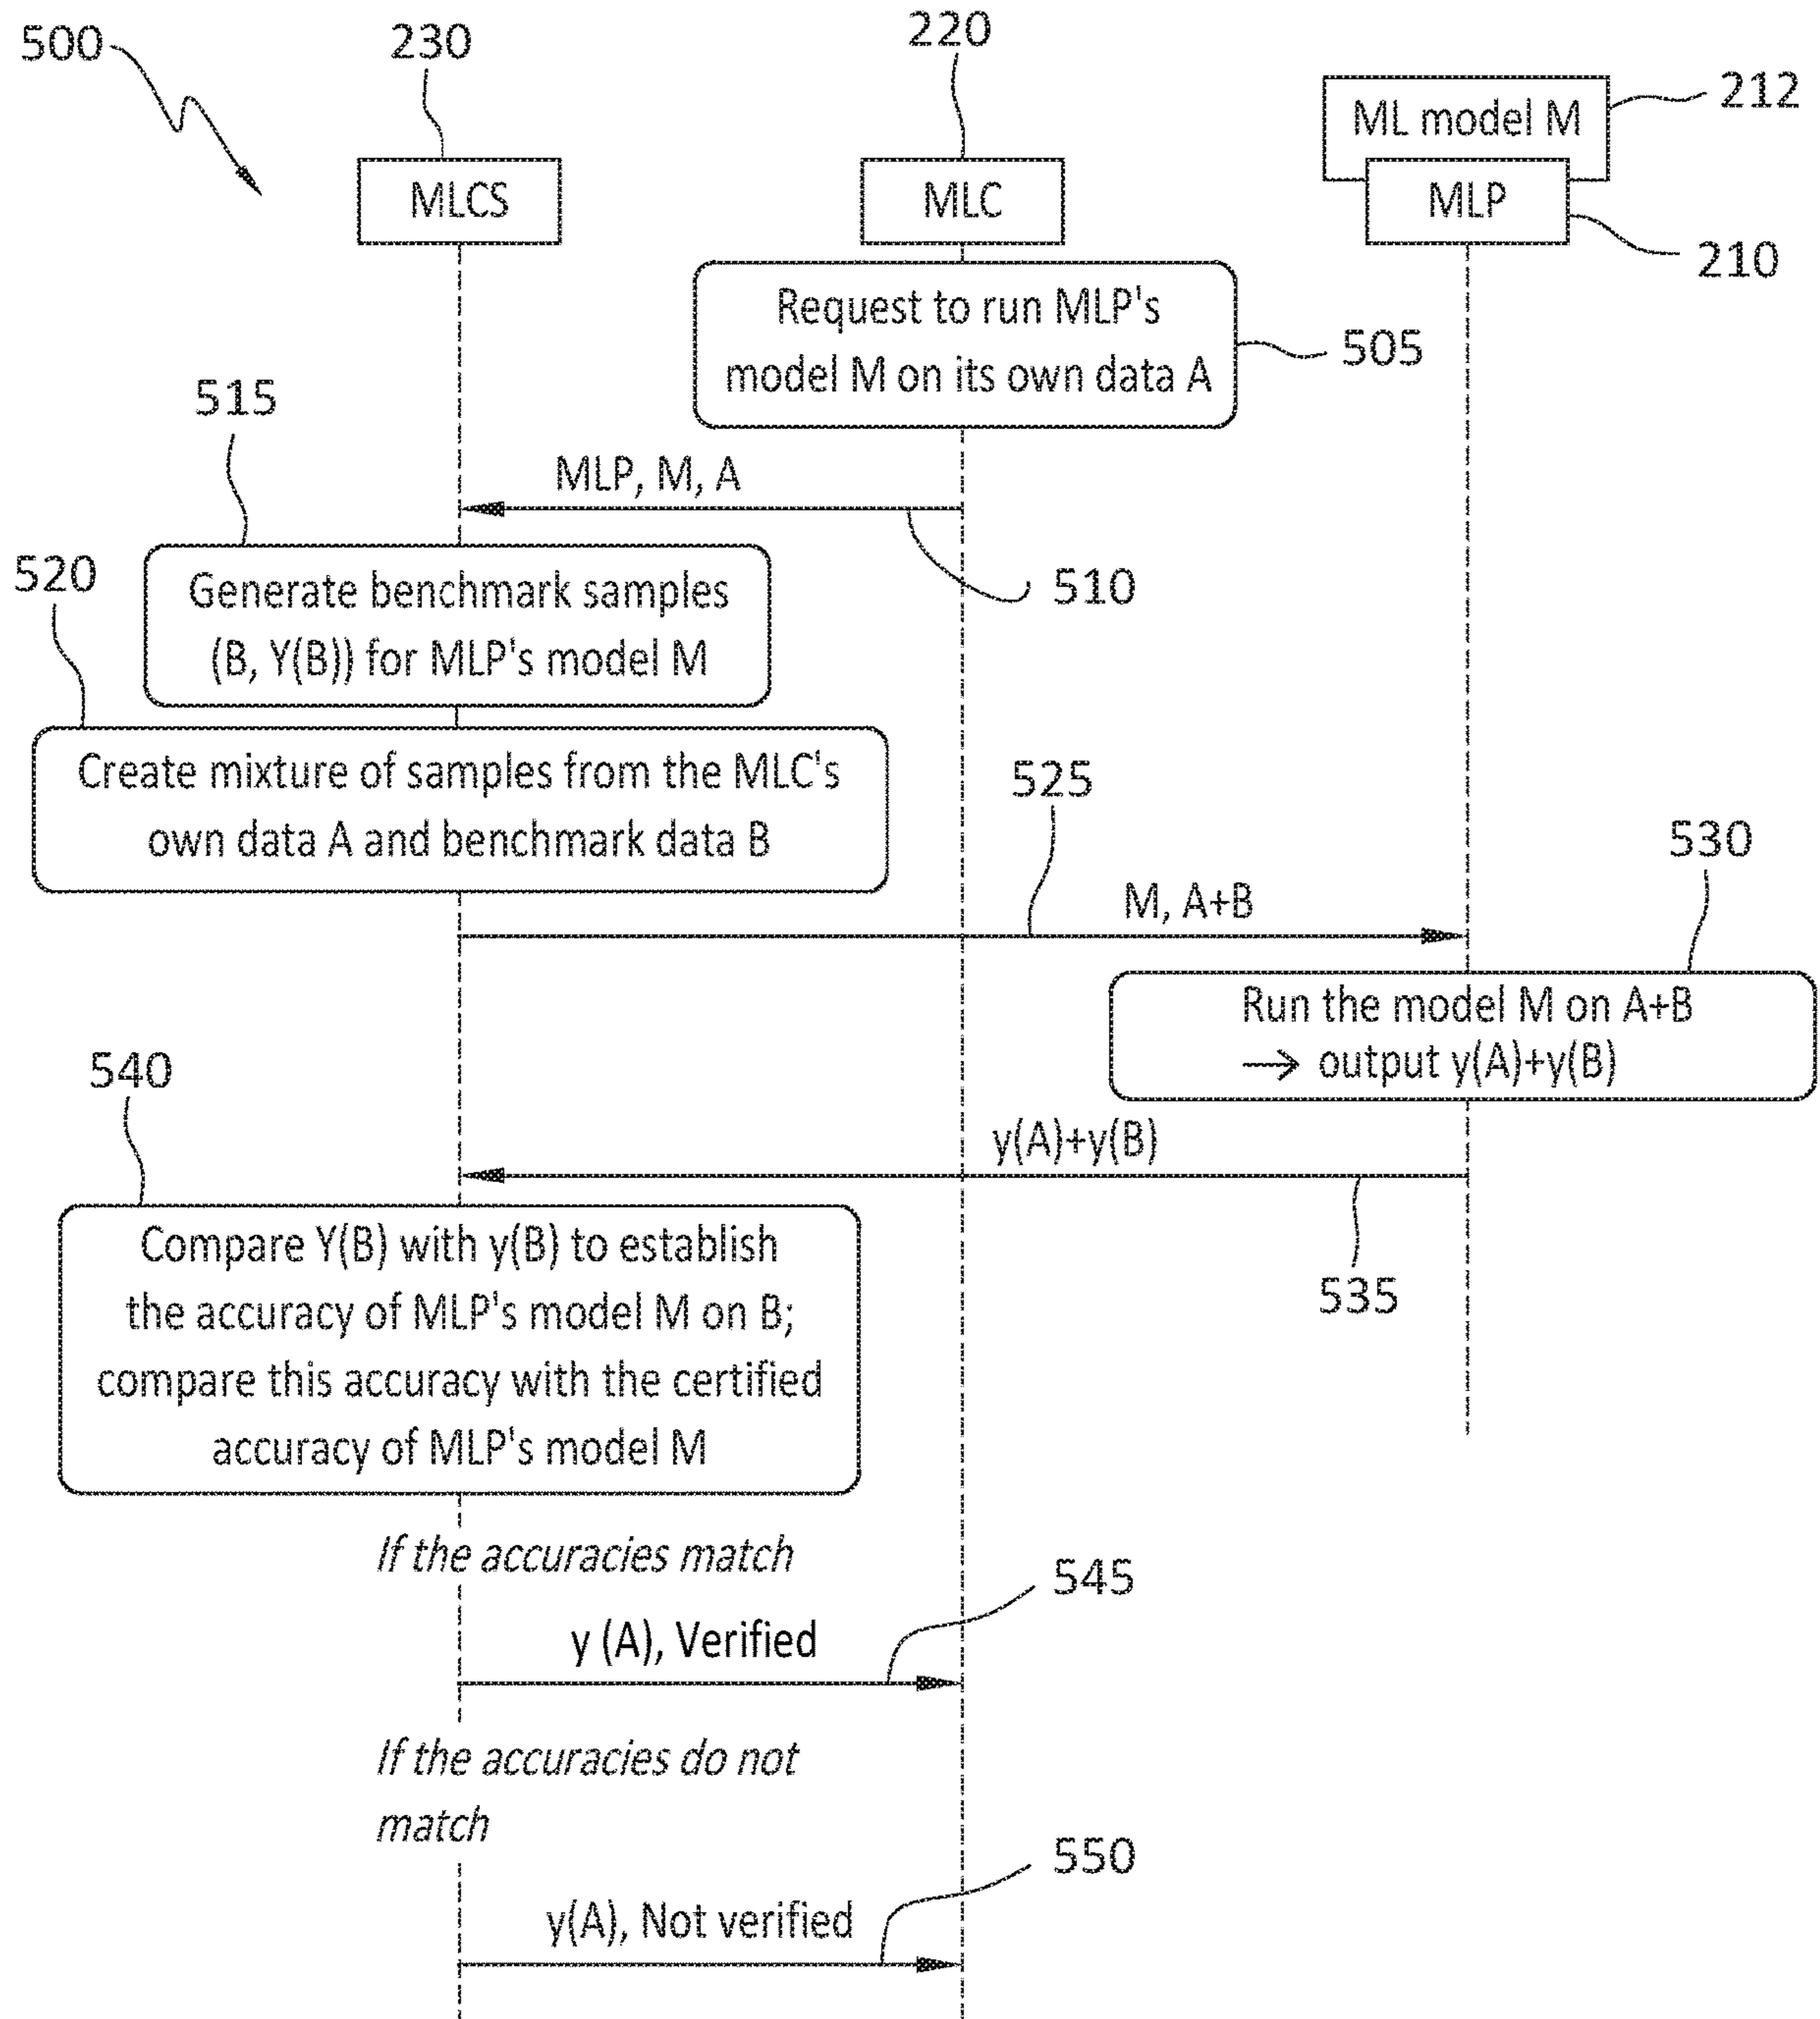 500
230
220
ML model M
212
MLCS
MLC
MLP
210
Request to run MLP's
model M on its own data A
505
515
MLP, M, A
510
520
Generate benchmark samples
(B, Y(B)) for MLP's model M
Create mixture of samples from the MLC's
own data A and benchmark data B
525
M, A+B
530
Run the model M on A+B
→ output y(A)+y(B)
y(A)+y(B)
535
540
Compare Y(B) with y(B) to establish
the accuracy of MLP's model M on B;
compare this accuracy with the certified
accuracy of MLP's model M
If the accuracies match
545
y (A), Verified
If the accuracies do not
match
550
y(A), Not verified